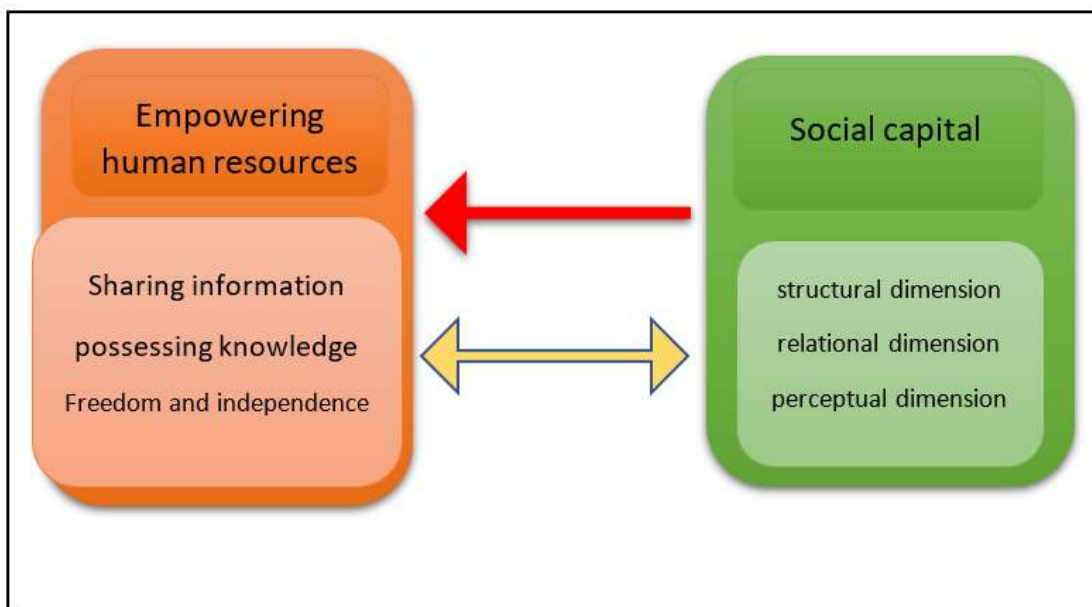 Empowering
human resources
Sharing information
possessing knowledge
Freedom and independence
Social capital
structural dimension
relational dimension
perceptual dimension